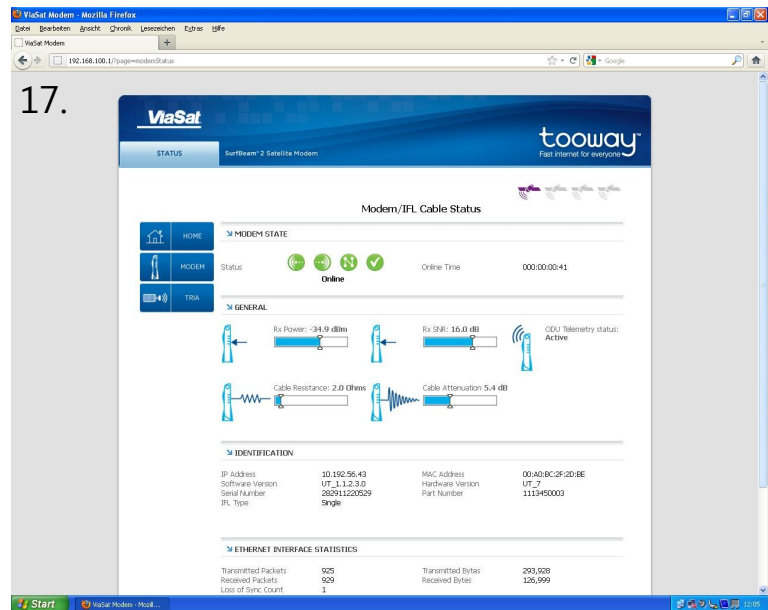 ViaSat Modem - Mozilla Firefox
Datei Bearbeiten Ansicht Chronik Lesezeichen Extras Hilfe
ViaSat Modem +
192.168.100.1/?page=modemStatus Google
17.
ViaSat
tooway™
Fast internet for everyone
STATUS SurfBeam® 2 Satellite Modem
Modem/IFL Cable Status
HOME
MODEM
TRIA
MODEM STATE
Status Online Online Time 000:00:00:41
GENERAL
Rx Power: -34.9 dBm Rx SNR: 16.0 dB ODU Telemetry status:
Active
Cable Resistance: 2.0 Ohms Cable Attenuation 5.4 dB
IDENTIFICATION
IP Address 10.192.56.43 MAC Address 00:A0:BC:2F:2D:BE
Software Version UT_1.1.2.3.0 Hardware Version UT_7
Serial Number 282911220529 Part Number 1113450003
IFL Type Single
ETHERNET INTERFACE STATISTICS
Transmitted Packets 925 Transmitted Bytes 293,928
Received Packets 929 Received Bytes 126,999
Loss of Sync Count 1
Start ViaSat Modem - Mozil... 12:05